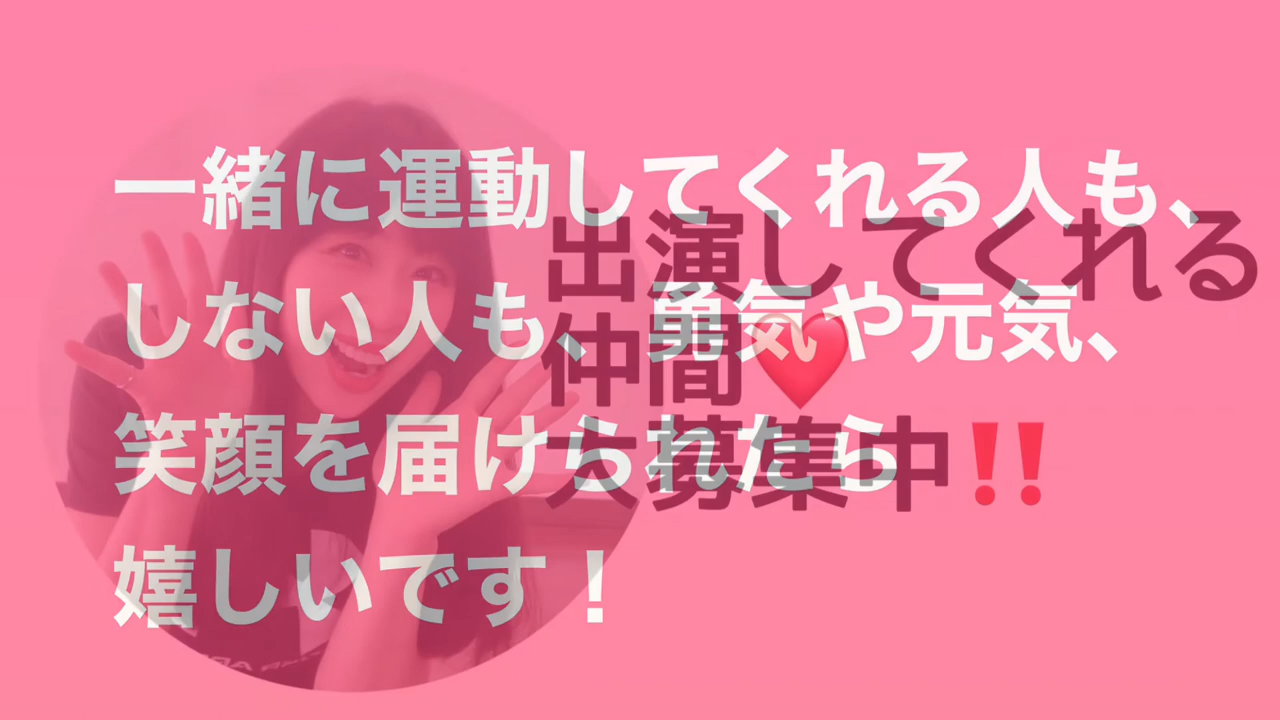 一緒に運動してくれる人も、
しない人も、勇気や元気、
笑顔を届けられたら
嬉しいです！
出演してくれる
仲間❤️
大募集中‼️